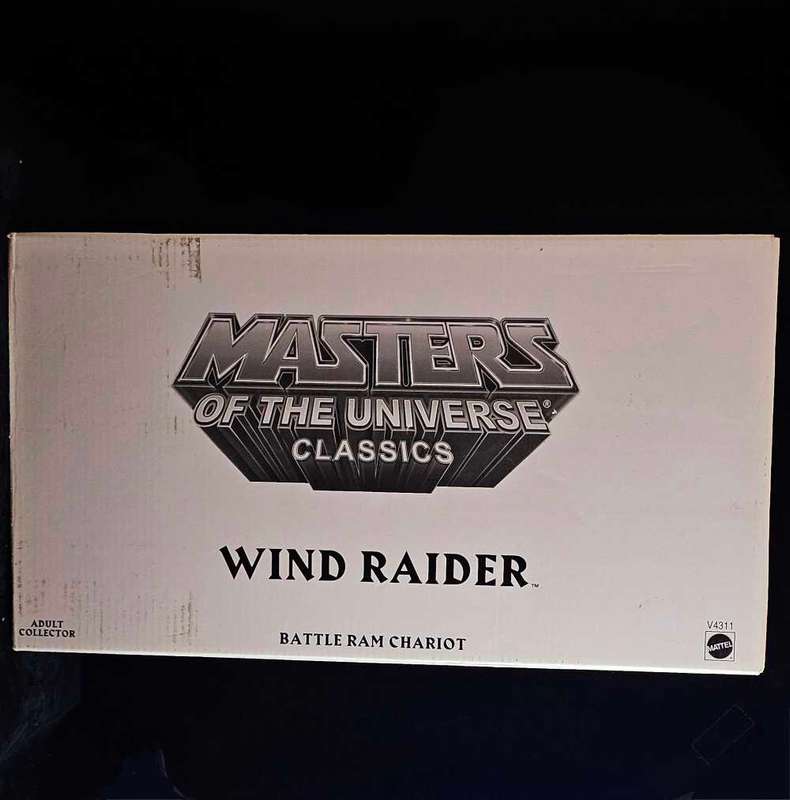 MASTERS
OF THE UNIVERSE®
CLASSICS
WIND RAIDER™
BATTLE RAM CHARIOT
ADULT
COLLECTOR
V4311
MATTEL